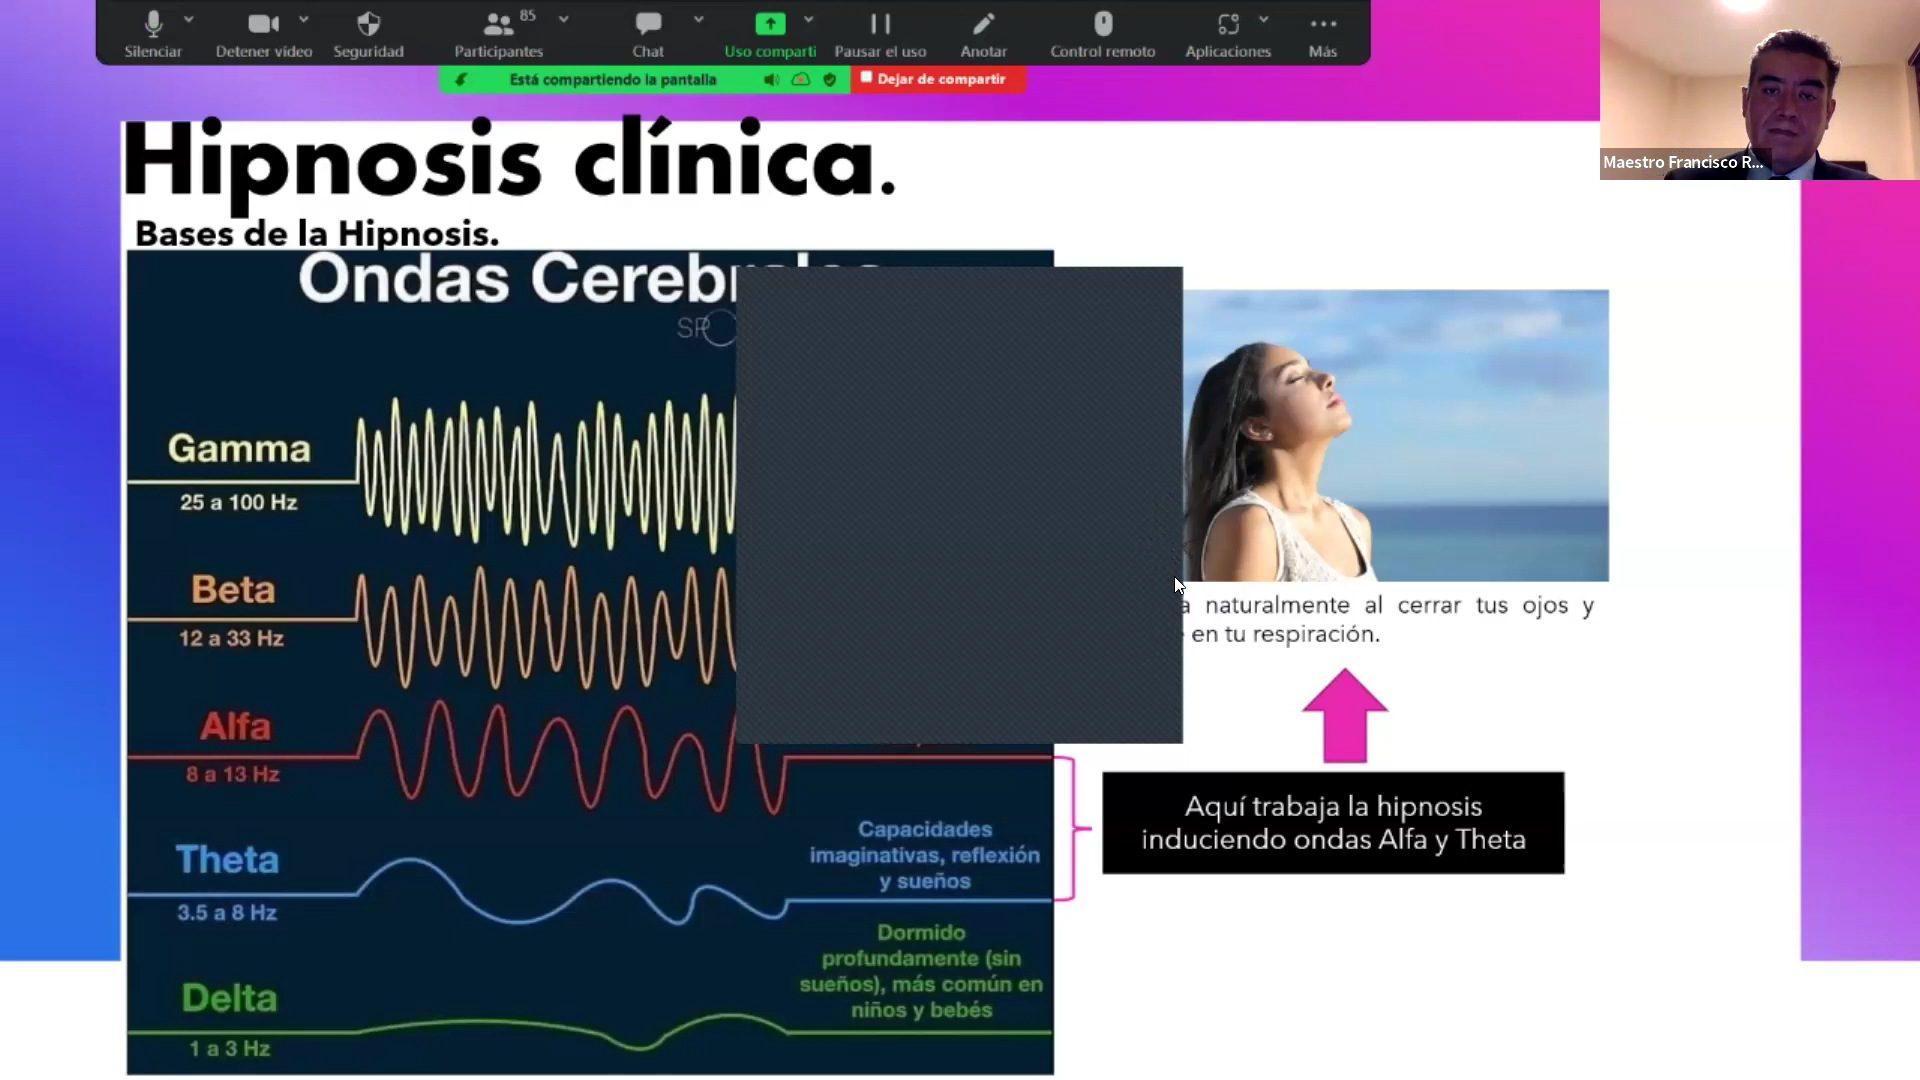 85
Silenciar
Detener vídeo
Seguridad
Participantes
Chat
Uso comparti
Pausar el uso
Anotar
Control remoto
Aplicaciones
Más
Está compartiendo la pantalla
Dejar de compartir
Maestro Francisco R...
Hipnosis clínica.
Bases de la Hipnosis.
Ondas
Gamma
25 a 100 Hz
Beta
12 a 33 Hz
Alfa
8 a 13 Hz
Theta
3.5 a 8 Hz
Capacidades
imaginativas, reflexión
y sueños
Delta
1 a 3 Hz
Dormido
profundamente (sin
sueños), más común en
niños y bebés
naturalmente al cerrar tus ojos y
en tu respiración.
Aquí trabaja la hipnosis
induciendo ondas Alfa y Theta